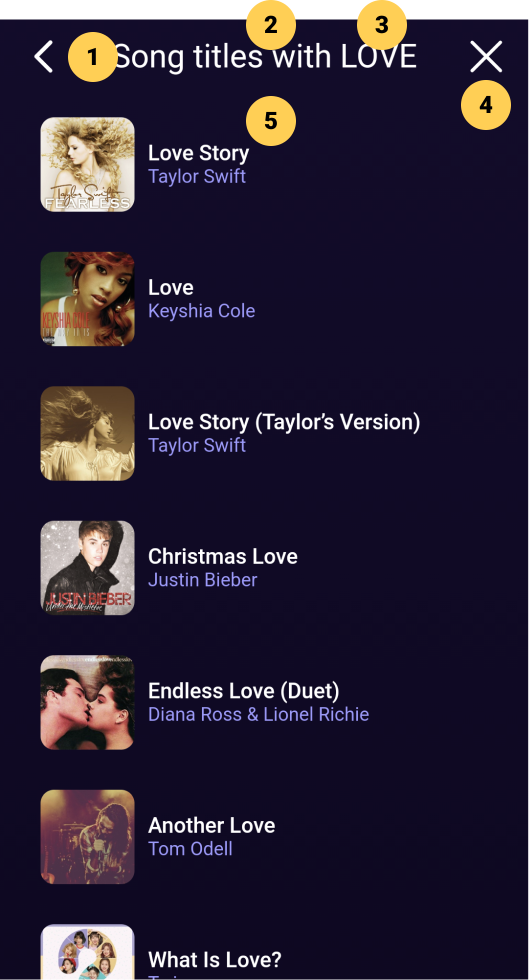 2
3
1
Song titles with LOVE
4
5
Love Story
Taylor Swift
Taylor Swift
FEARLESS
Love
Keyshia Cole
KEYSHIA COLE
Love Story (Taylor’s Version)
Taylor Swift
Christmas Love
Justin Bieber
JUSTIN BIEBER
Endless Love (Duet)
Diana Ross & Lionel Richie
Another Love
Tom Odell
What Is Love?